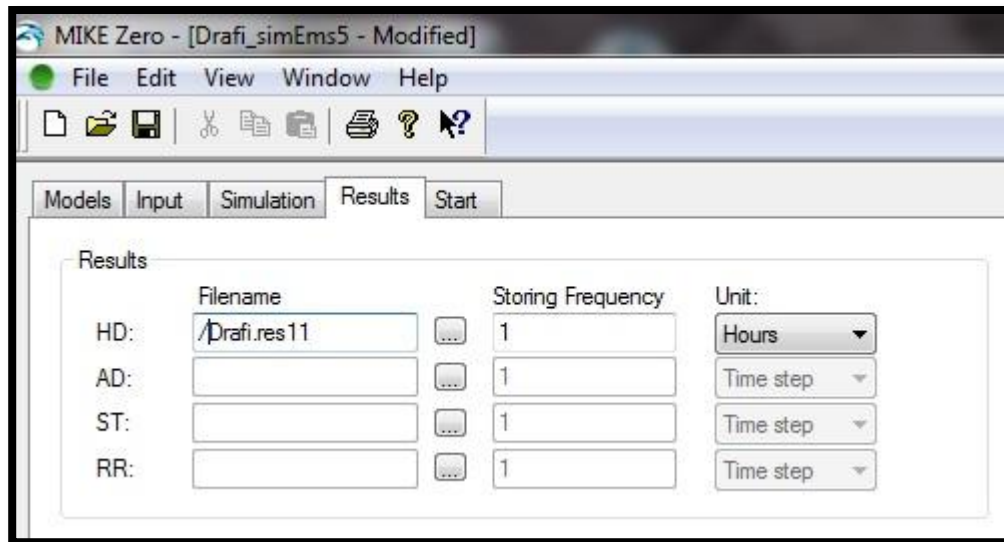 MIKE Zero - [Drafi_simEms5 - Modified]
File Edit View Window Help
Models Input Simulation Results Start
Results
Filename Storing Frequency Unit:
HD: /Drafi.res11 ... 1 Hours
AD: ... 1 Time step
ST: ... 1 Time step
RR: ... 1 Time step